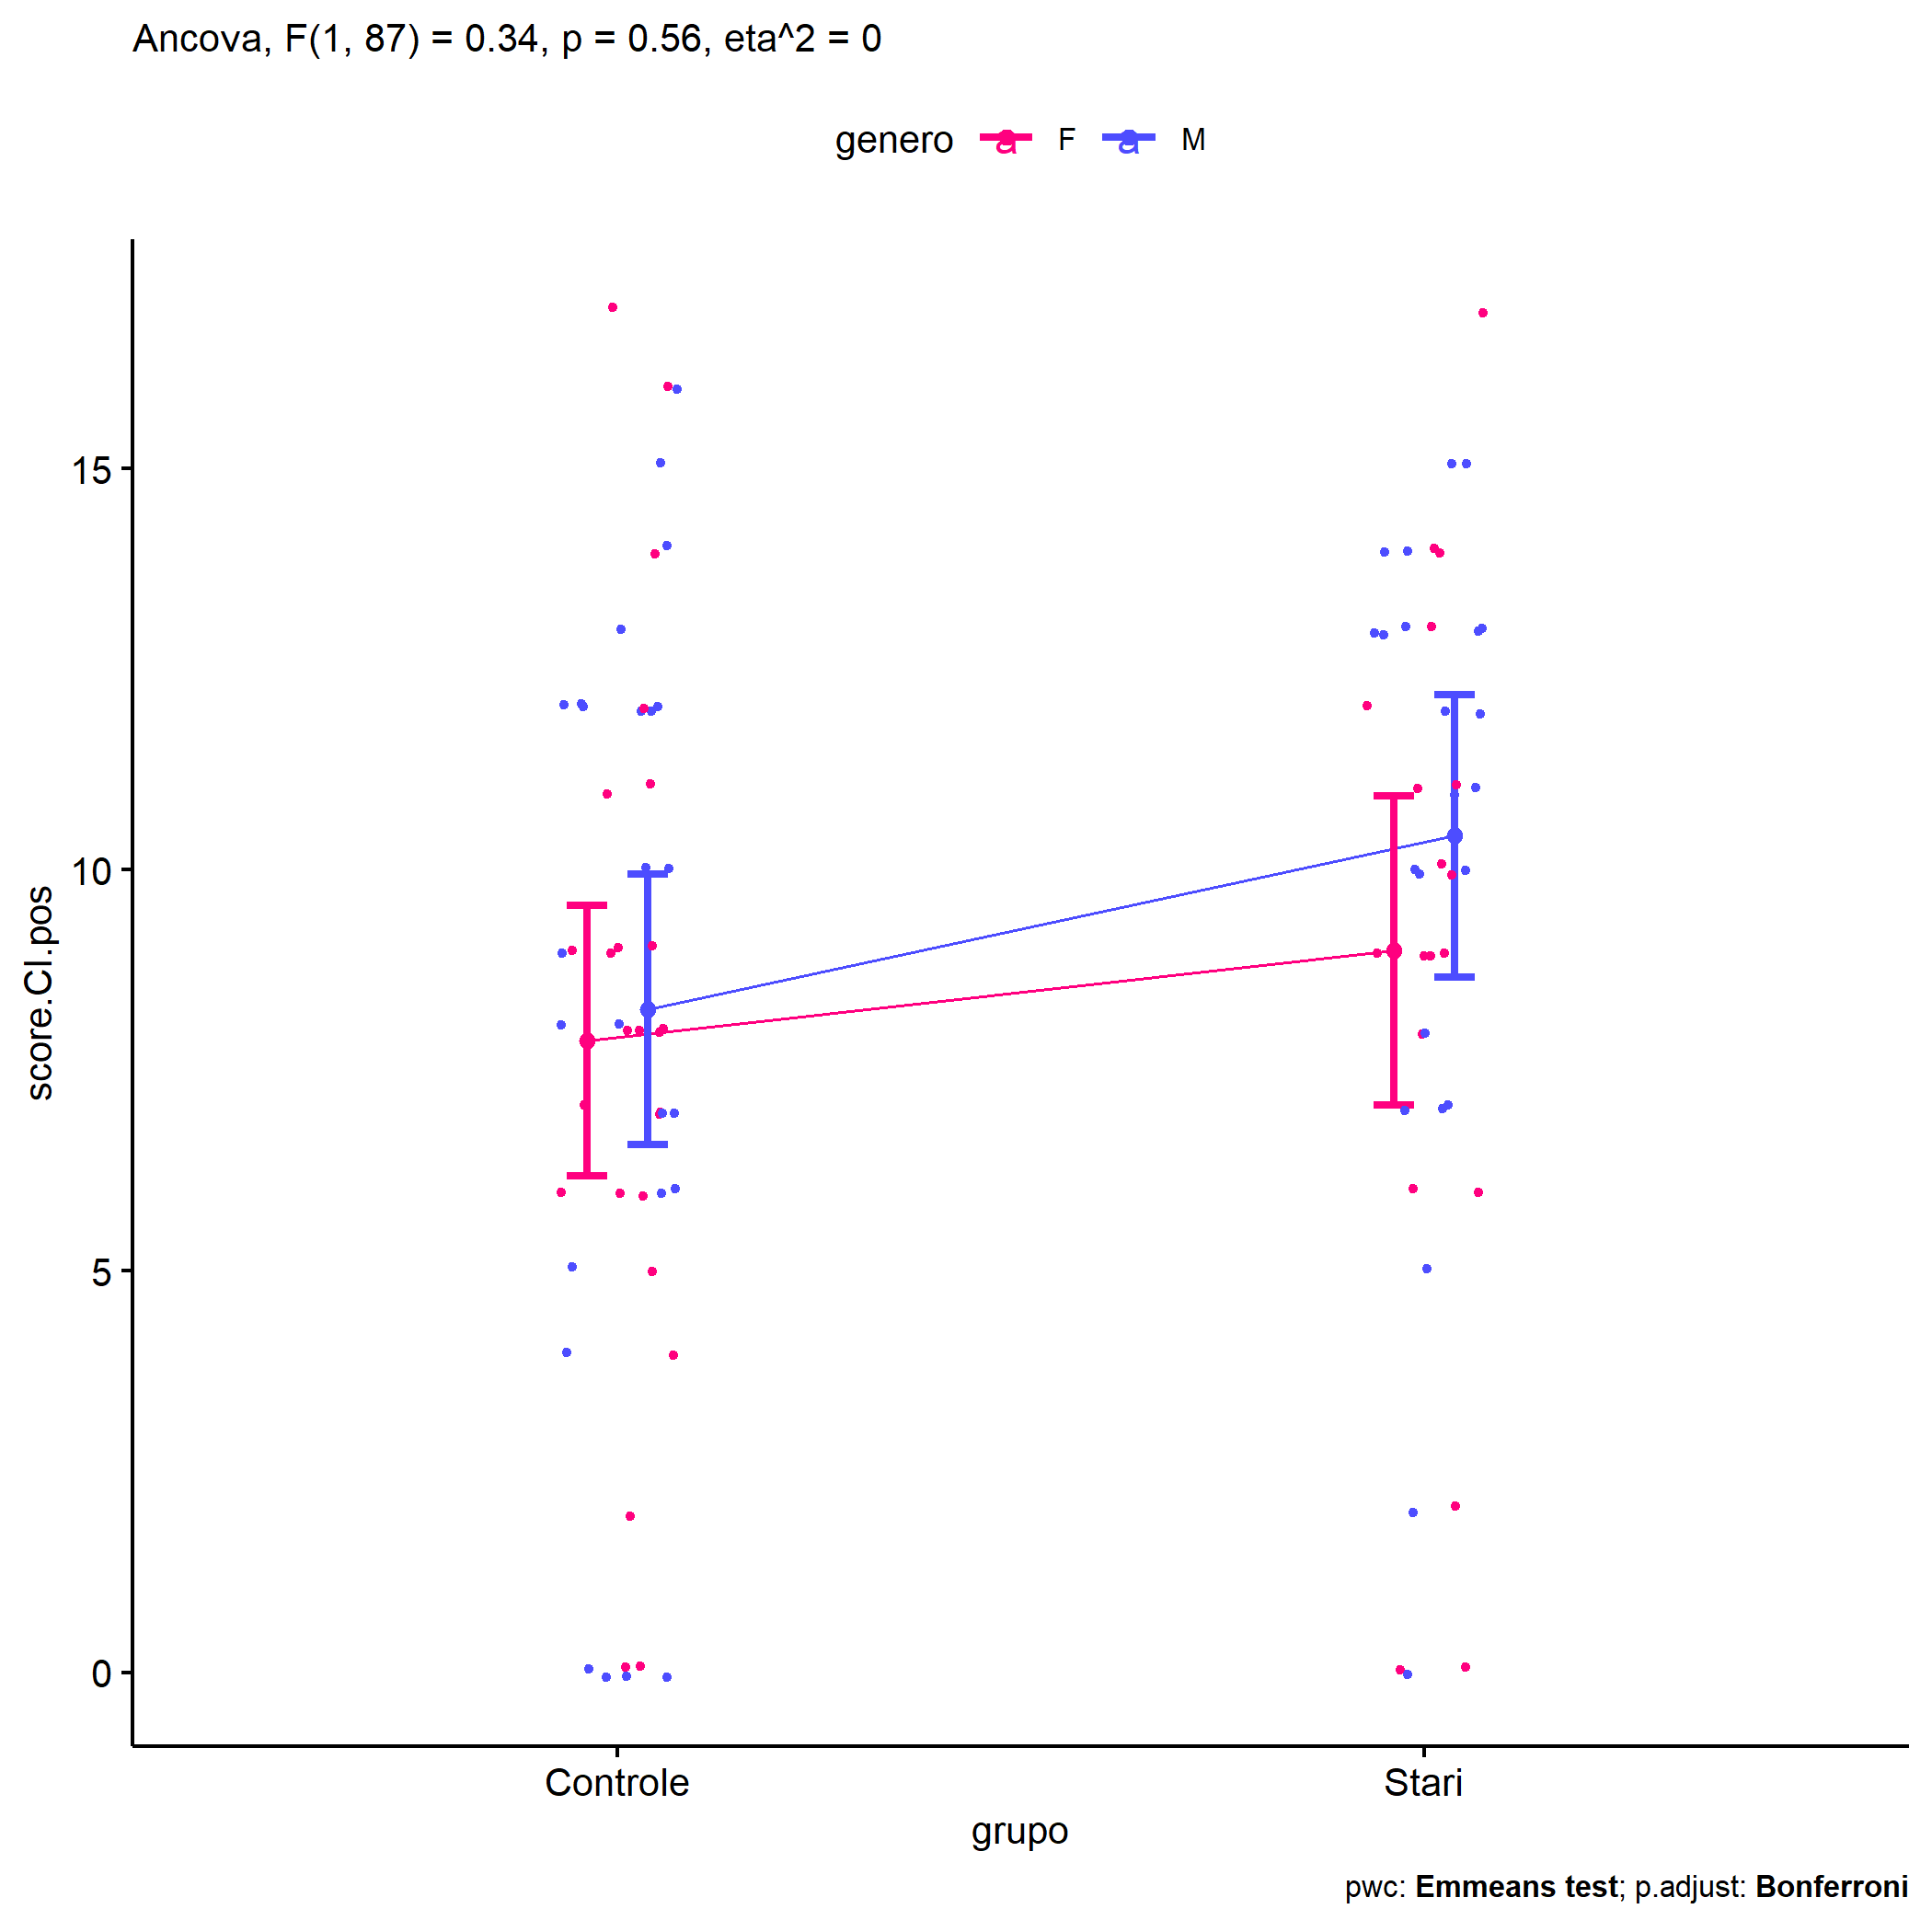 Ancova, F(1, 87) = 0.34, p = 0.56, eta^2 = 0
genero a F a M
score.CI.pos
15
10
5
0
Controle Stari
grupo
pwc: Emmeans test; p.adjust: Bonferroni